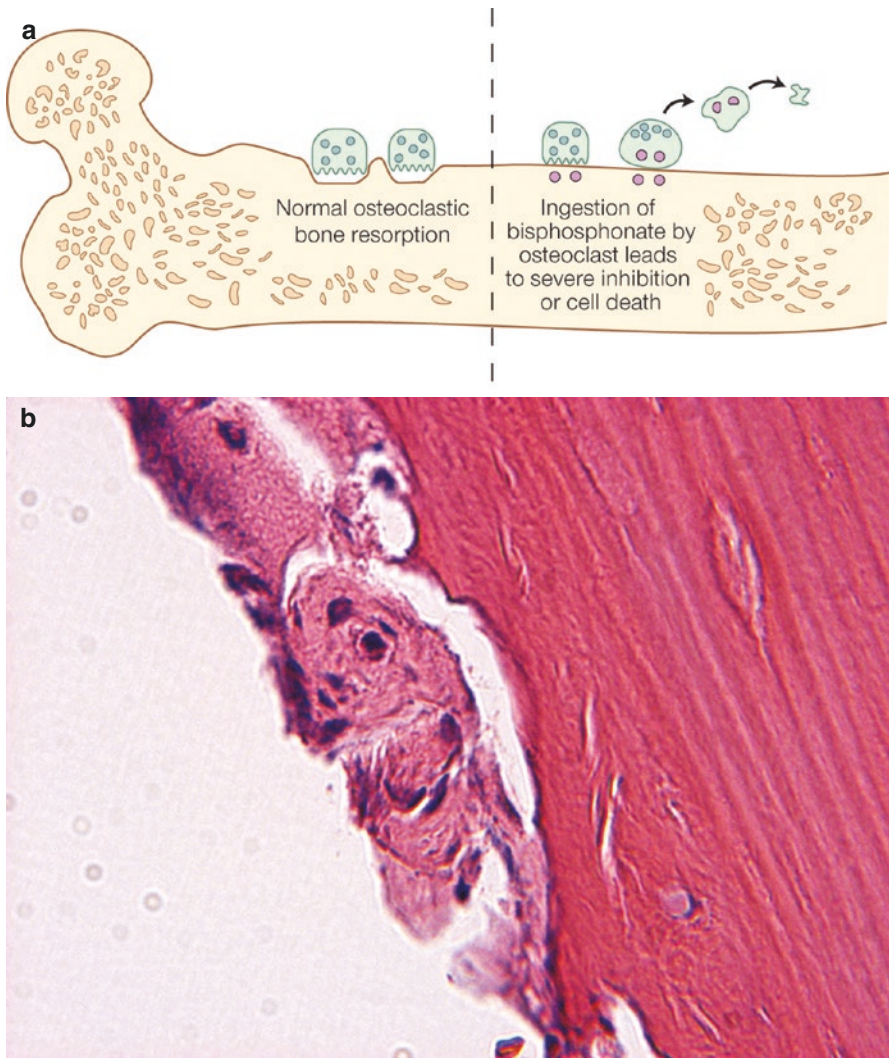 a
Normal osteoclastic
bone resorption
Ingestion of
bisphosphonate by
osteoclast leads
to severe inhibition
or cell death
b